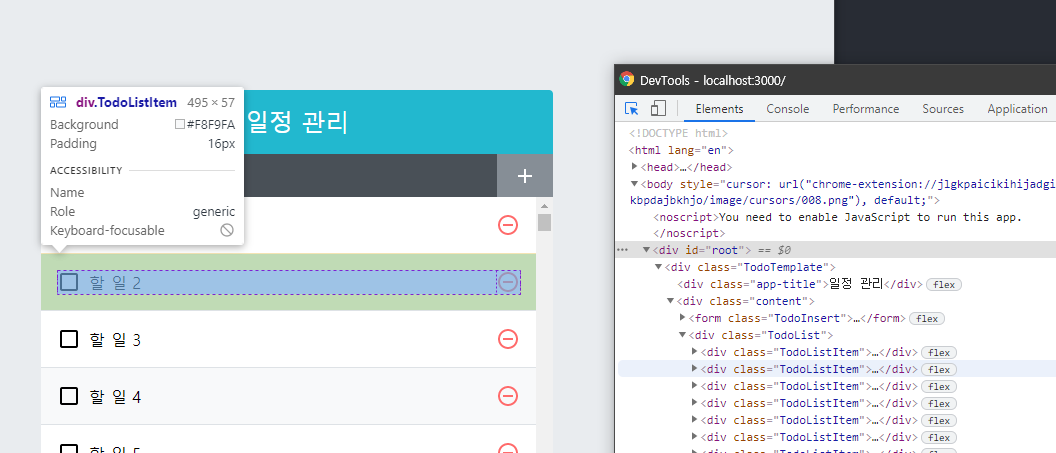 div.TodoListItem 495 × 57
Background #F8F9FA
Padding 16px
ACCESSIBILITY
Name
Role generic
Keyboard-focusable
일정 관리
할 일 2
할 일 3
할 일 4
DevTools - localhost:3000/
Elements Console Performance Sources Application
<!DOCTYPE html>
<html lang="en">
<head>…</head>
<body style="cursor: url("chrome-extension://jlgkpaicikihijadgi
kbpdajbkhjo/image/cursors/008.png"), default;">
<noscript>You need to enable JavaScript to run this app.
</noscript>
<div id="root"> == $0
<div class="TodoTemplate">
<div class="app-title">일정 관리</div> flex
<div class="content">
<form class="TodoInsert">…</form> flex
<div class="TodoList">
<div class="TodoListItem">…</div> flex
<div class="TodoListItem">…</div> flex
<div class="TodoListItem">…</div> flex
<div class="TodoListItem">…</div> flex
<div class="TodoListItem">…</div> flex
<div class="TodoListItem">…</div> flex